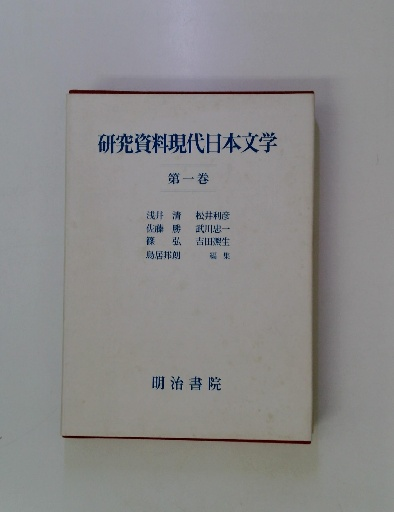 研究資料現代日本文学
第一巻
浅井 清 松井利彦
佐藤 勝 武川忠一
篠 弘 吉田凞生
鳥居邦朗 編集
明治書院